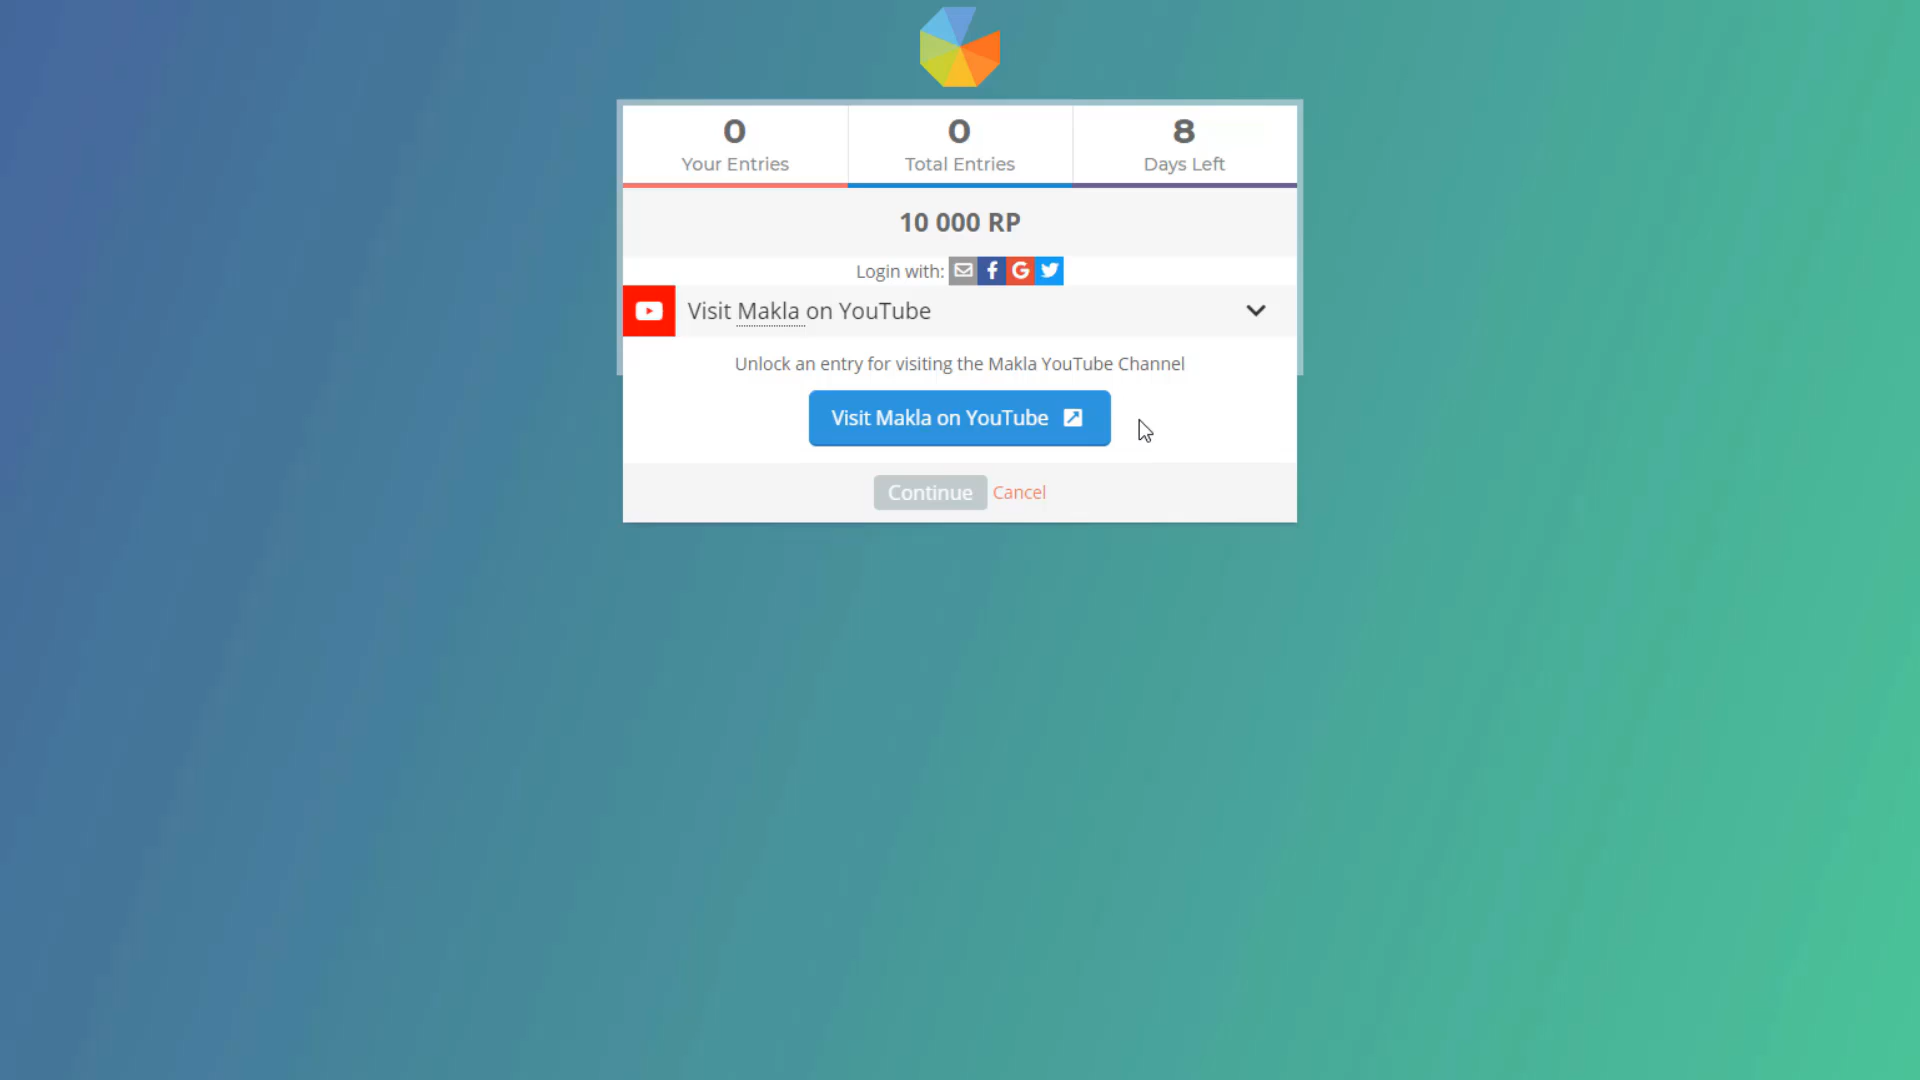 0 0 8
Your Entries Total Entries Days Left
10 000 RP
Login with:
Visit Makla on YouTube
Unlock an entry for visiting the Makla YouTube Channel
Visit Makla on YouTube
Continue Cancel